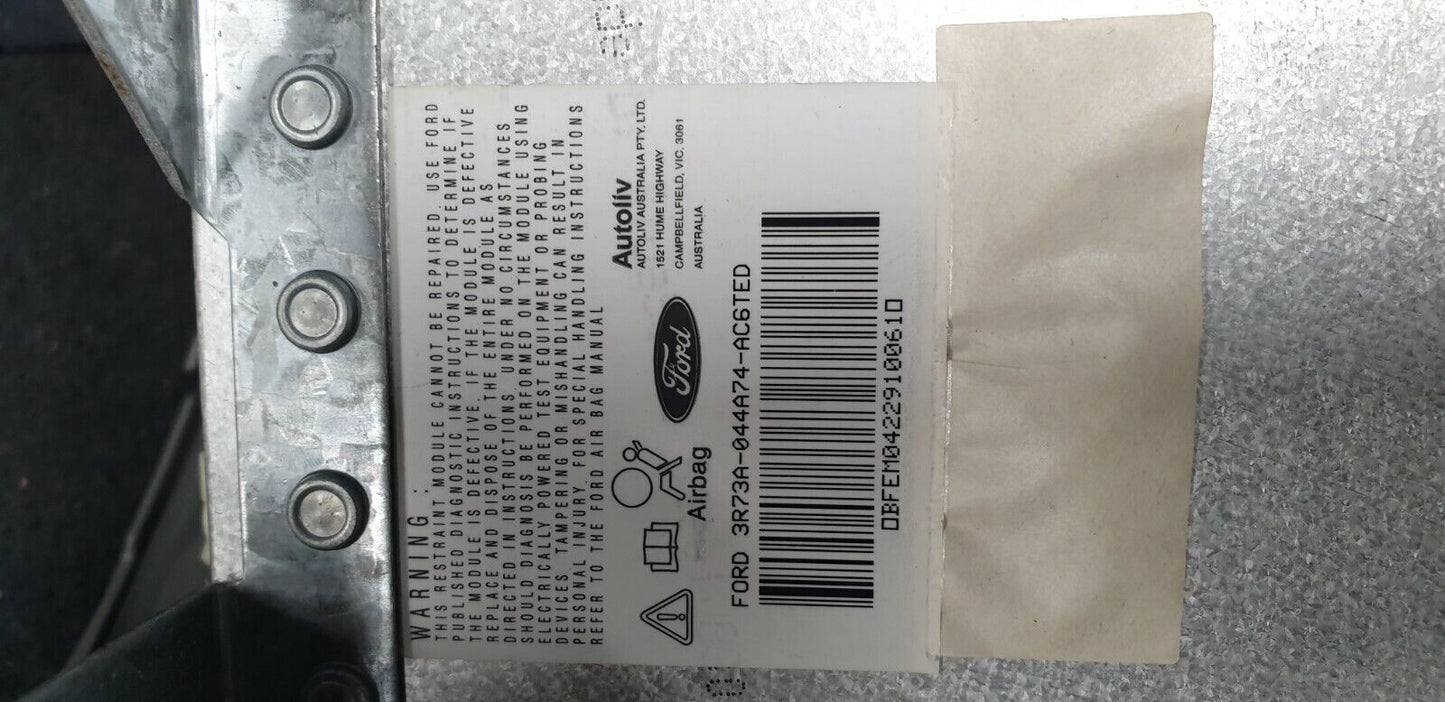 WARNING :
THIS RESTRAINT MODULE CANNOT BE REPAIRED. USE FORD
PUBLISHED DIAGNOSTIC INSTRUCTIONS TO DETERMINE IF
THE MODULE IS DEFECTIVE. IF THE MODULE IS DEFECTIVE
REPLACE AND DISPOSE OF THE ENTIRE MODULE AS
DIRECTED IN INSTRUCTIONS. UNDER NO CIRCUMSTANCES
SHOULD DIAGNOSIS BE PERFORMED ON THE MODULE USING
ELECTRICALLY POWERED TEST EQUIPMENT OR PROBING
DEVICES. TAMPERING OR MISHANDLING CAN RESULT IN
PERSONAL INJURY. FOR SPECIAL HANDLING INSTRUCTIONS
REFER TO THE FORD AIR BAG MANUAL
Airbag
Ford
Autoliv
AUTOLIV AUSTRALIA PTY. LTD.
1521 HUME HIGHWAY
CAMPBELLFIELD, VIC. 3061
AUSTRALIA
FORD 3R73A-044A74-AC6TED
BFEM0422910061